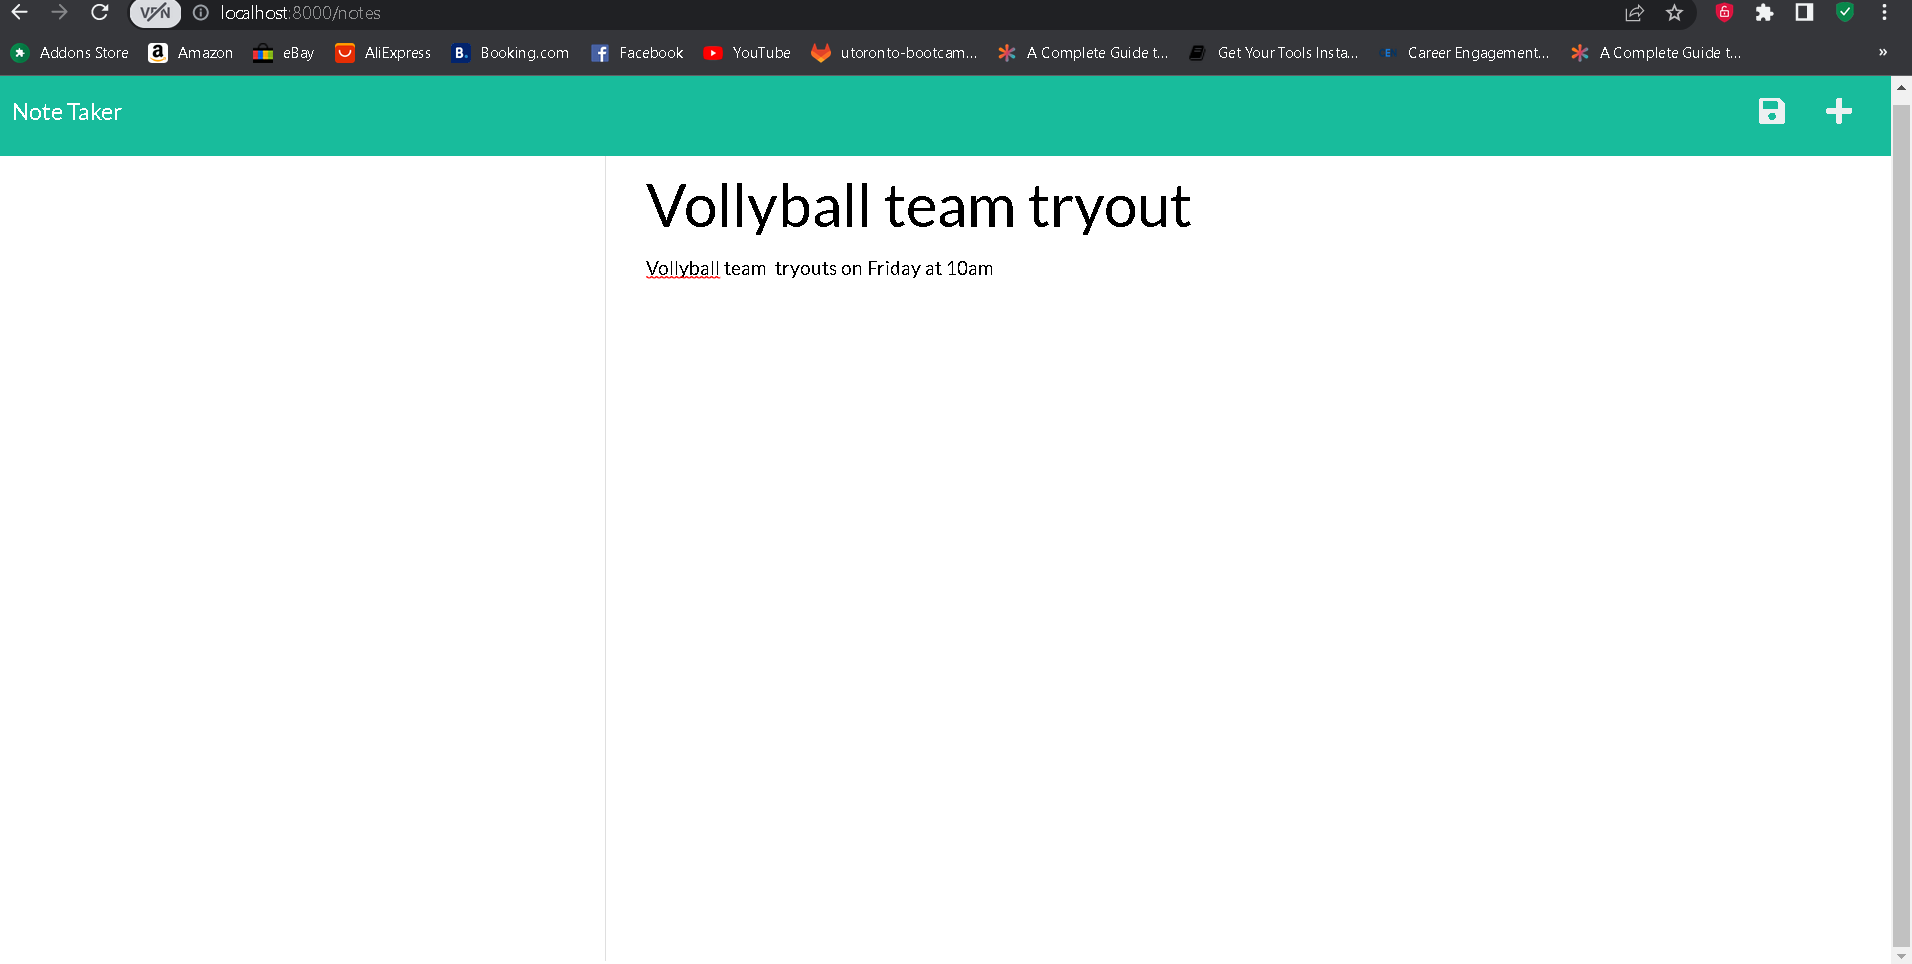 VPN localhost:8000/notes
Addons Store Amazon eBay AliExpress Booking.com Facebook YouTube utoronto-bootcam... A Complete Guide t... Get Your Tools Insta... Career Engagement... A Complete Guide t... »
Note Taker
Vollyball team tryout
Vollyball team  tryouts on Friday at 10am